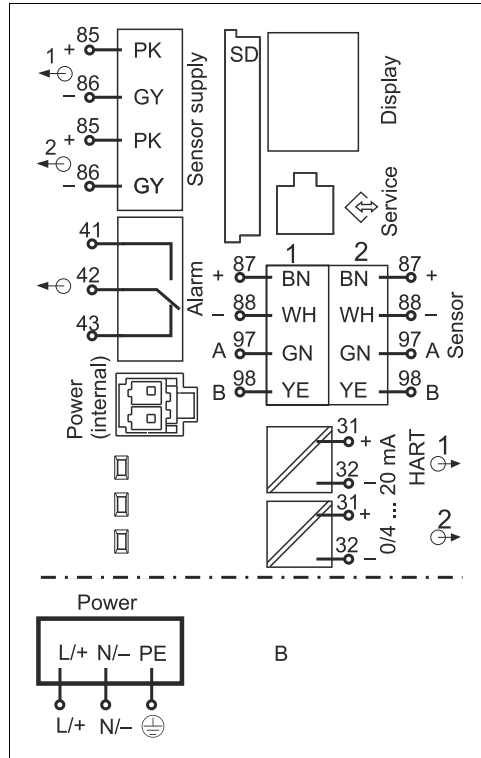 1 + 85 PK
- 86 GY
2 + 85 PK
- 86 GY
Sensor supply
SD
Display
Service
41
42
43
Alarm
1 2
+ 87 BN BN 87 +
- 88 WH WH 88 -
A 97 GN GN 97 A
B 98 YE YE 98 B
Sensor
Power
(internal)
31 +
32 -
31 +
32 -
0/4 ... 20 mA
HART
1
2
Power
L/+ N/– PE
L/+ N/–
B